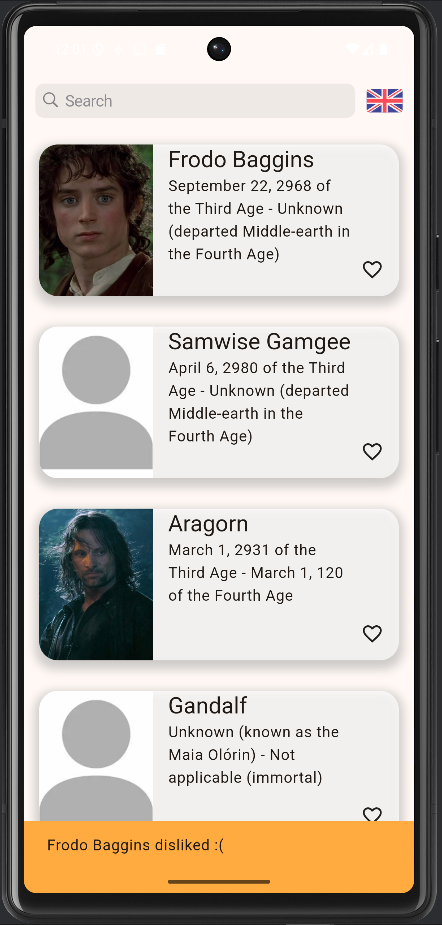 Search
Frodo Baggins
September 22, 2968 of
the Third Age - Unknown
(departed Middle-earth in
the Fourth Age)
Samwise Gamgee
April 6, 2980 of the Third
Age - Unknown (departed
Middle-earth in the
Fourth Age)
Aragorn
March 1, 2931 of the
Third Age - March 1, 120
of the Fourth Age
Gandalf
Unknown (known as the
Maia Olórin) - Not
applicable (immortal)
Frodo Baggins disliked :(